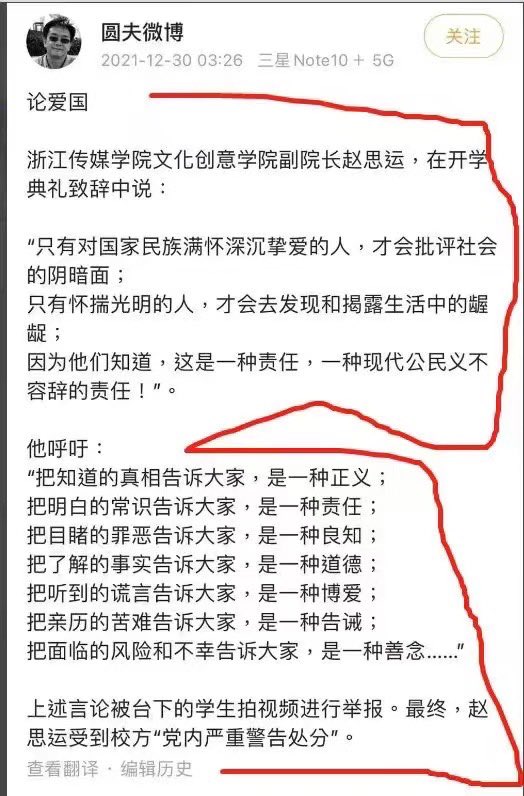 圆夫微博
关注
2021-12-30 03:26 三星Note10＋ 5G
论爱国
浙江传媒学院文化创意学院副院长赵思运，在开学
典礼致辞中说：
“只有对国家民族满怀深沉挚爱的人，才会批评社会
的阴暗面；
只有怀揣光明的人，才会去发现和揭露生活中的龌
龊；
因为他们知道，这是一种责任，一种现代公民义不
容辞的责任！”。
他呼吁：
“把知道的真相告诉大家，是一种正义；
把明白的常识告诉大家，是一种责任；
把目睹的罪恶告诉大家，是一种良知；
把了解的事实告诉大家，是一种道德；
把听到的谎言告诉大家，是一种博爱；
把亲历的苦难告诉大家，是一种告诫；
把面临的风险和不幸告诉大家，是一种善念......”
上述言论被台下的学生拍视频进行举报。最终，赵
思运受到校方“党内严重警告处分”。
查看翻译 · 编辑历史